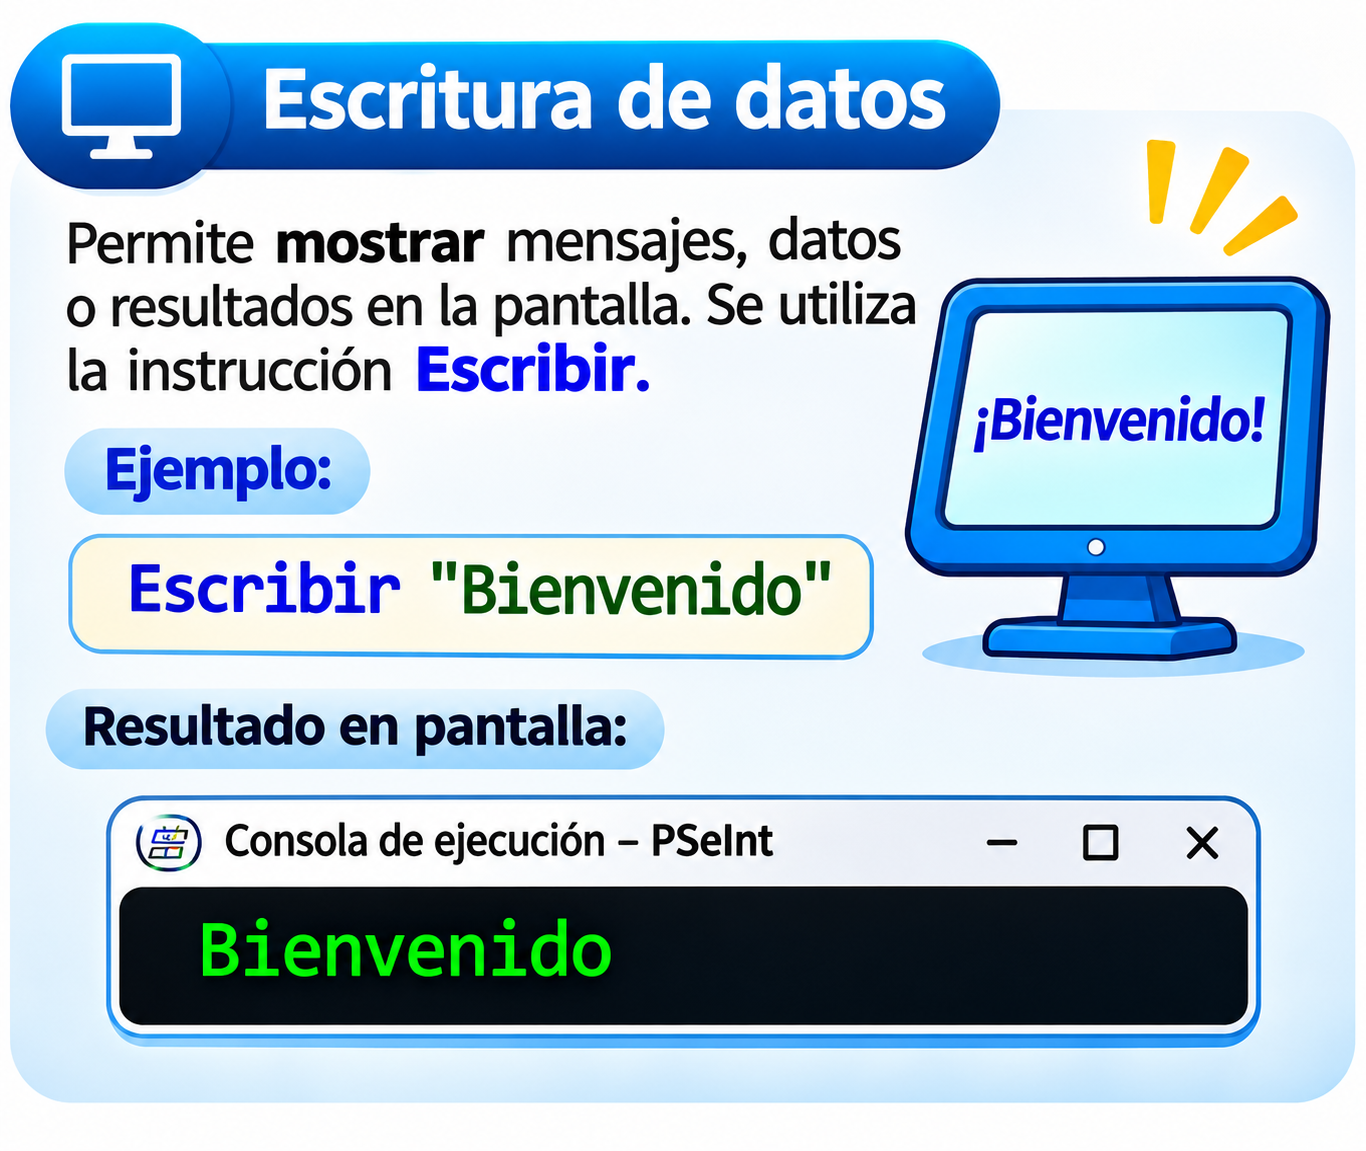 Escritura de datos
Permite mostrar mensajes, datos
o resultados en la pantalla. Se utiliza
la instrucción Escribir.
¡Bienvenido!
Ejemplo:
Escribir "Bienvenido"
Resultado en pantalla:
Consola de ejecución – PSeInt
Bienvenido